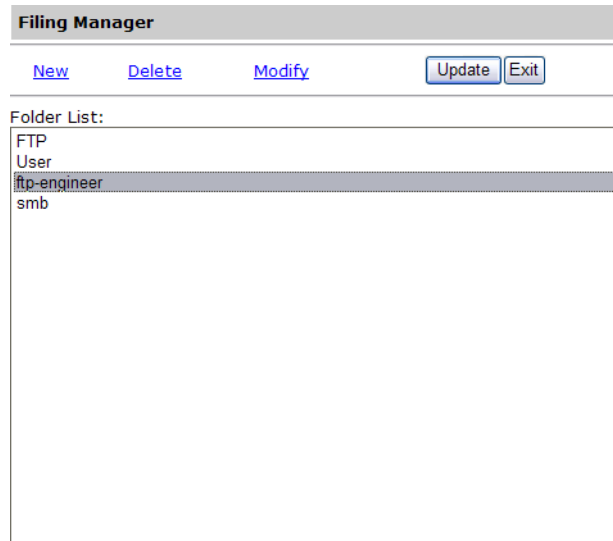 Filing Manager
New Delete Modify Update Exit
Folder List:
FTP
User
ftp-engineer
smb